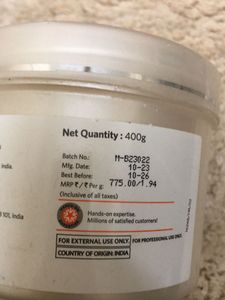 Net Quantity : 400g
Batch No.: M-B23022
Mfg. Date: 10-23
Best Before: 10-26
MRP ₹/₹Per g: 775.00/1.94
(Inclusive of all taxes)
india.
Hands-on expertise.
Millions of satisfied customers!
101, India
FOR EXTERNAL USE ONLY. FOR PROFESSIONAL USE ONLY.
COUNTRY OF ORIGIN: INDIA